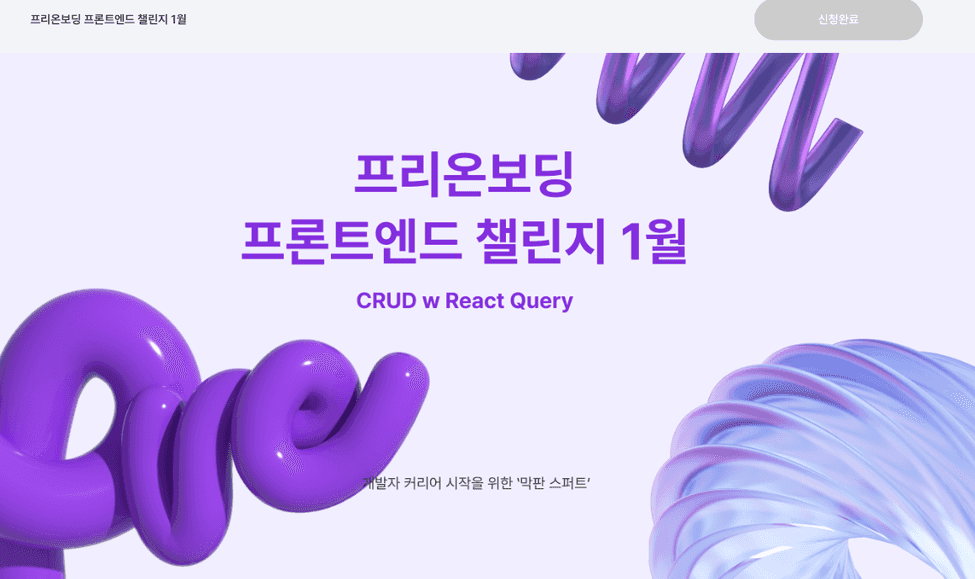 프리온보딩 프론트엔드 챌린지 1월
신청완료
프리온보딩
프론트엔드 챌린지 1월
CRUD w React Query
개발자 커리어 시작을 위한 '막판 스퍼트'